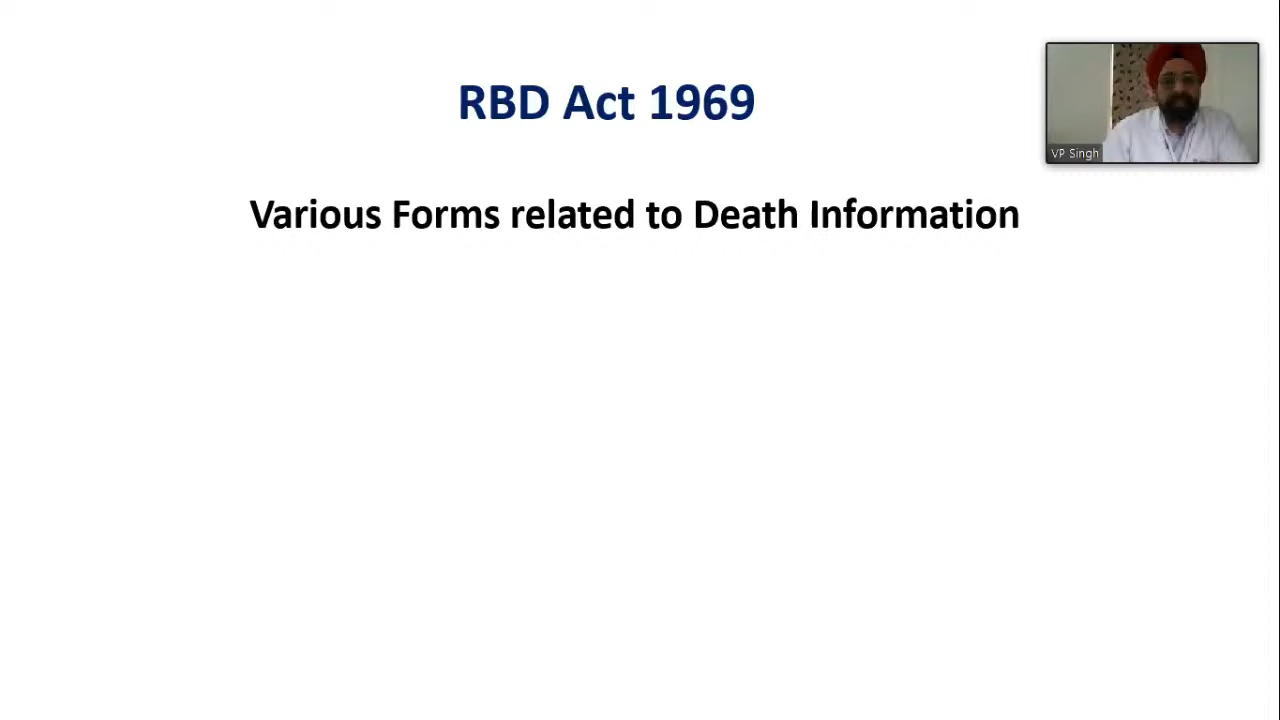 RBD Act 1969
VP Singh
Various Forms related to Death Information